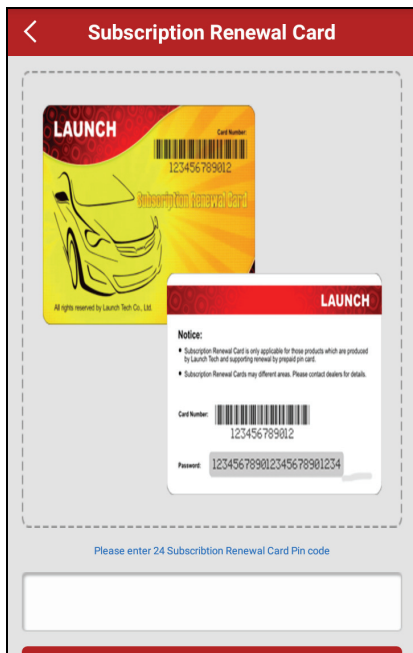 Subscription Renewal Card
LAUNCH
Card Number:
123456789012
Subscription Renewal Card
All rights reserved by Launch Tech Co., Ltd.
LAUNCH
Notice:
• Subscription Renewal Card is only applicable for those products which are produced
by Launch Tech and supporting renewal by prepaid pin card.
• Subscription Renewal Cards may different areas. Please contact dealers for details.
Card Number:
123456789012
Password: 123456789012345678901234
Please enter 24 Subscribtion Renewal Card Pin code